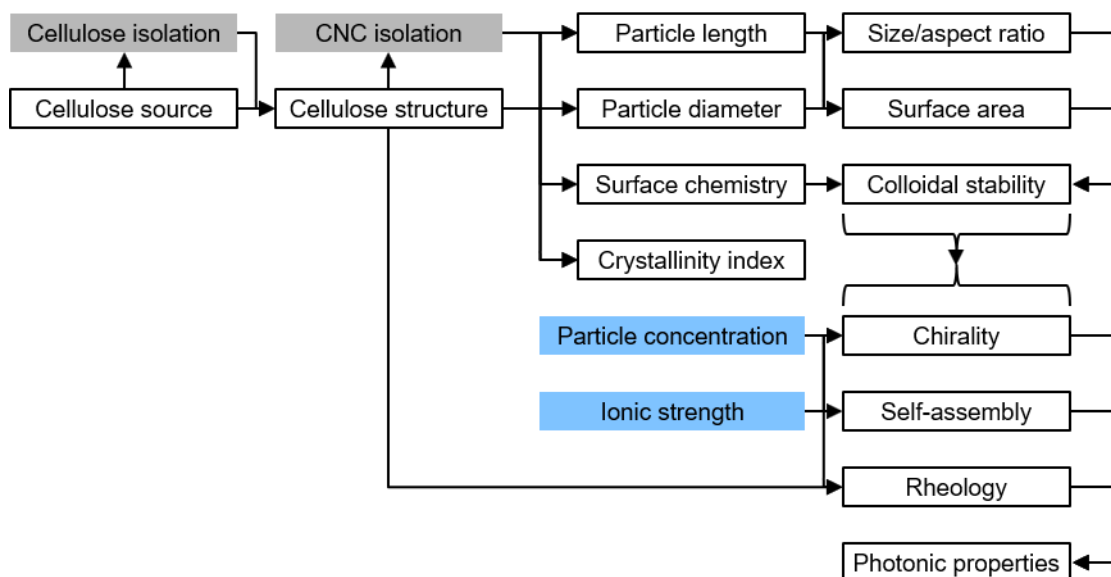 Cellulose isolation
CNC isolation
Particle length
Size/aspect ratio
Cellulose source
Cellulose structure
Particle diameter
Surface area
Surface chemistry
Colloidal stability
Crystallinity index
Particle concentration
Chirality
Ionic strength
Self-assembly
Rheology
Photonic properties